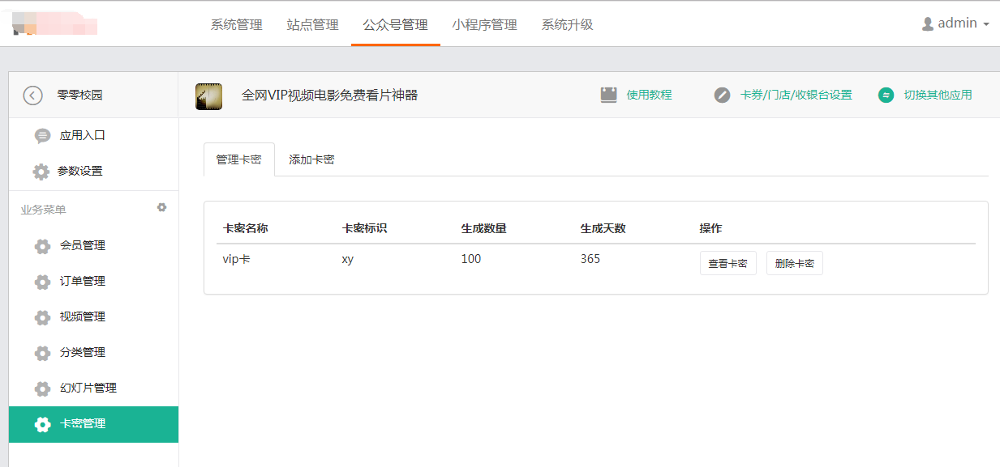 系统管理 站点管理 公众号管理 小程序管理 系统升级 admin
零零校园 全网VIP视频电影免费看片神器 使用教程 卡券/门店/收银台设置 切换其他应用
应用入口
参数设置
业务菜单
会员管理
订单管理
视频管理
分类管理
幻灯片管理
卡密管理
管理卡密 添加卡密
卡密名称 卡密标识 生成数量 生成天数 操作
vip卡 xy 100 365 查看卡密 删除卡密